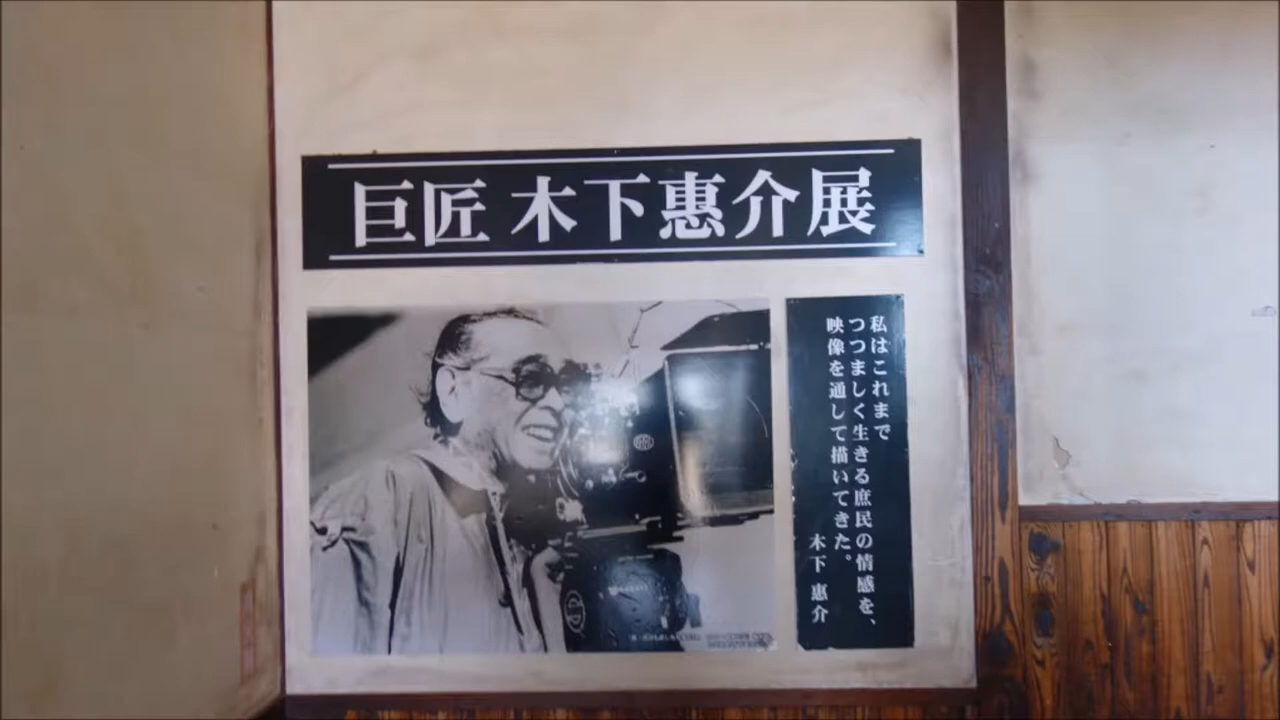 巨匠 木下惠介展
私はこれまで
つつましく生きる庶民の情感を、
映像を通して描いてきた。
木下 惠介